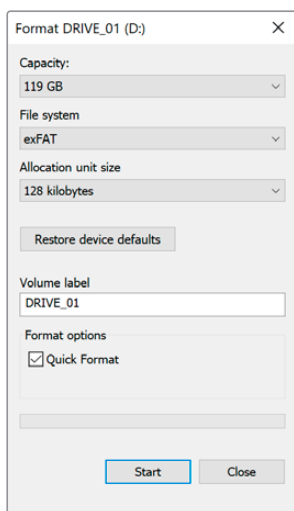 Format DRIVE_01 (D:)
Capacity:
119 GB
File system
exFAT
Allocation unit size
128 kilobytes
Restore device defaults
Volume label
DRIVE_01
Format options
Quick Format
Start Close